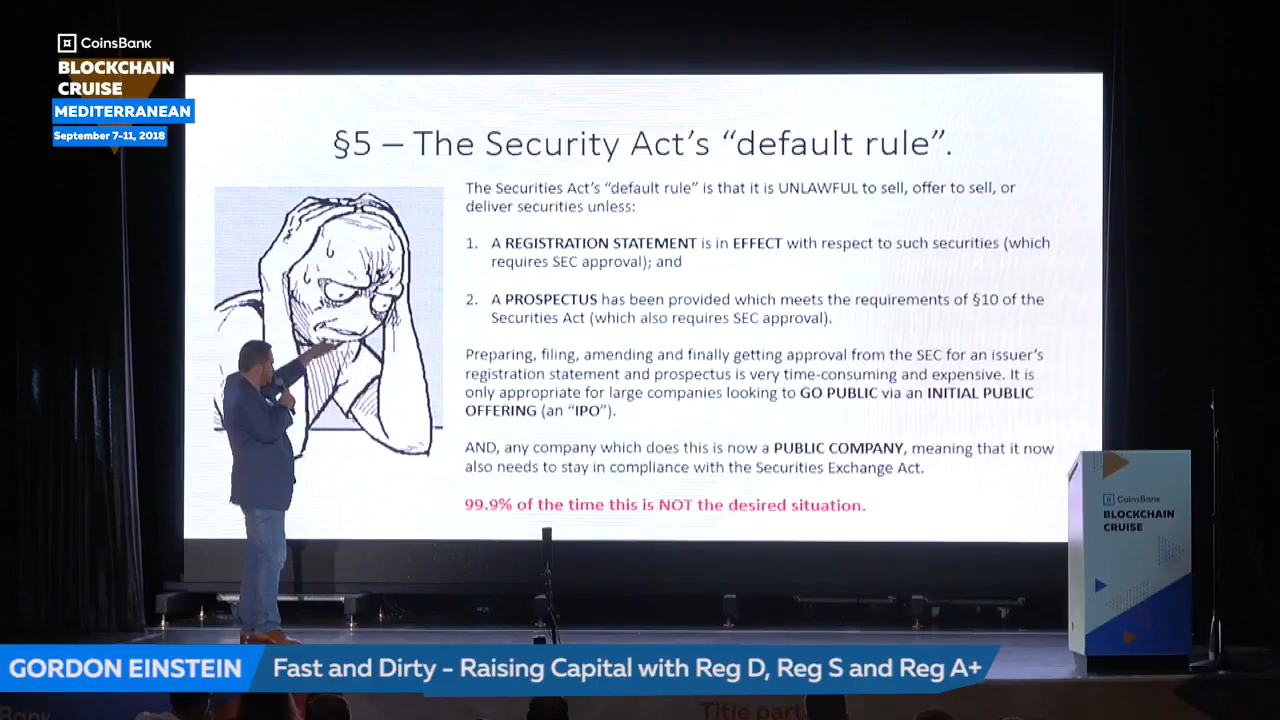 CoinsBank
BLOCKCHAIN
CRUISE
MEDITERRANEAN
September 7-11, 2018
§5 – The Security Act's “default rule”.
The Securities Act's “default rule” is that it is UNLAWFUL to sell, offer to sell, or
deliver securities unless:
1. A REGISTRATION STATEMENT is in EFFECT with respect to such securities (which
requires SEC approval); and
2. A PROSPECTUS has been provided which meets the requirements of §10 of the
Securities Act (which also requires SEC approval).
Preparing, filing, amending and finally getting approval from the SEC for an issuer's
registration statement and prospectus is very time-consuming and expensive. It is
only appropriate for large companies looking to GO PUBLIC via an INITIAL PUBLIC
OFFERING (an “IPO”).
AND, any company which does this is now a PUBLIC COMPANY, meaning that it now
also needs to stay in compliance with the Securities Exchange Act.
99.9% of the time this is NOT the desired situation.
CoinsBank
BLOCKCHAIN
CRUISE
GORDON EINSTEIN
Fast and Dirty - Raising Capital with Reg D, Reg S and Reg A+
Bank
Title part